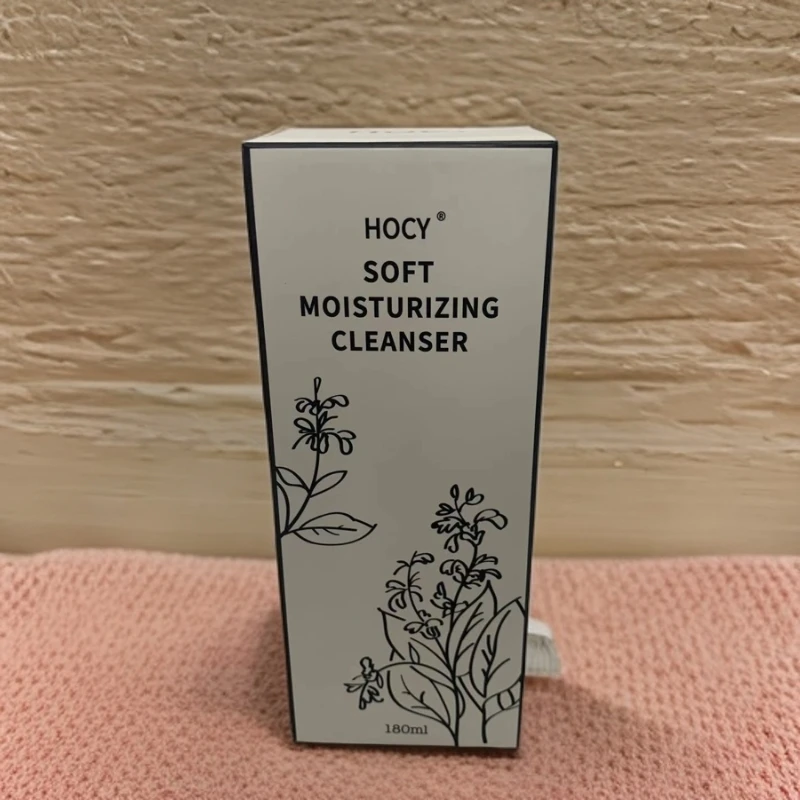 HOCY®
SOFT
MOISTURIZING
CLEANSER
180ml